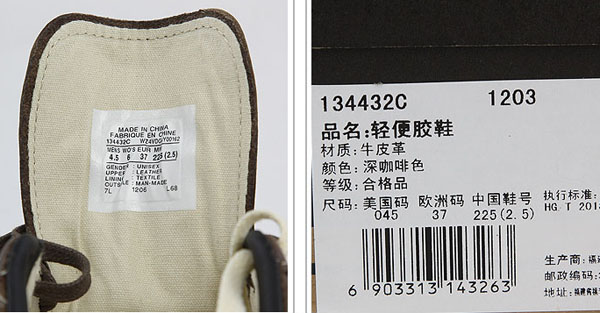 MADE IN CHINA
FABRIQUE EN CHINE
134432C
MENS WO'S EUR MM
4.5 6 37 225 (2.5)
GENDER : UNISEX
UPPER : LEATHER
LINING : TEXTILE
OUTSOLE : MAN-MADE
7L 1206 L68
134432C 1203
品名:轻便胶鞋
材质:牛皮革
颜色:深咖啡色
等级:合格品
尺码:美国码 欧洲码 中国鞋号
045 37 225(2.5)
执行标准:
HG T 201
6 903313 143263
生产商:
邮政编码:
地址: